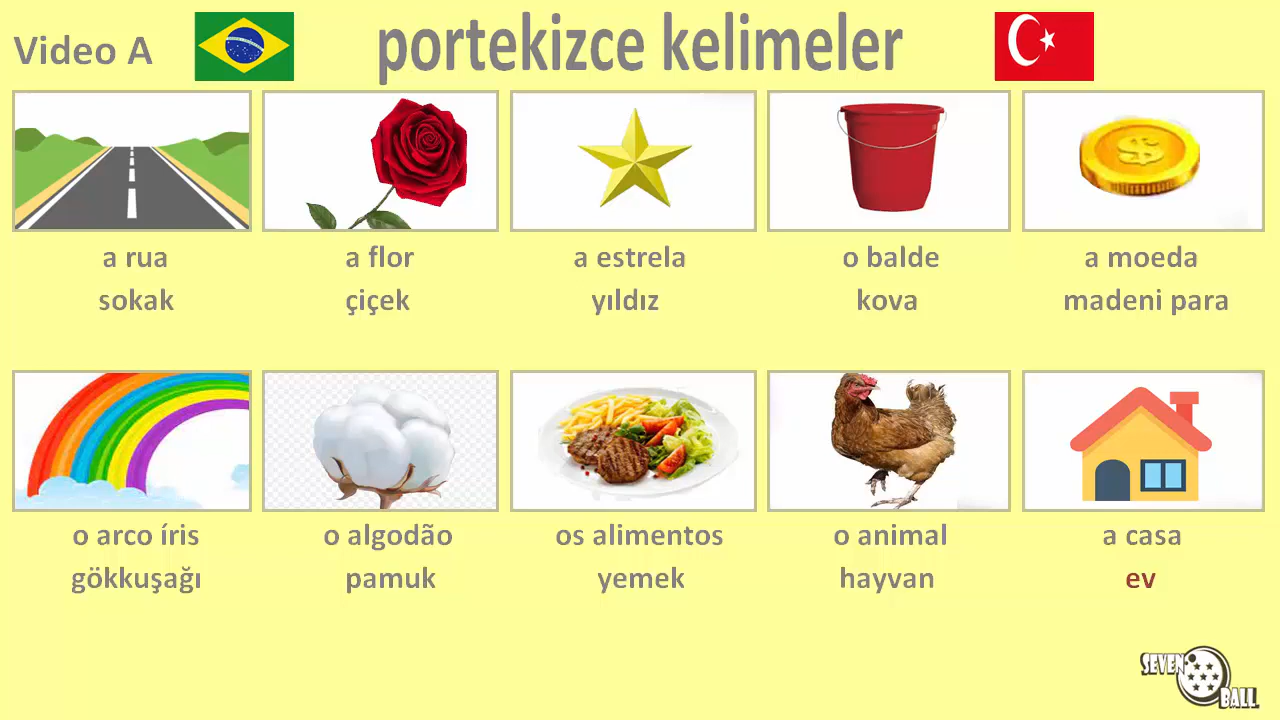 Video A
portekizce kelimeler
a rua
sokak
a flor
çiçek
a estrela
yıldız
o balde
kova
a moeda
madeni para
o arco íris
gökkuşağı
o algodão
pamuk
os alimentos
yemek
o animal
hayvan
a casa
ev
SEVEN
BALL